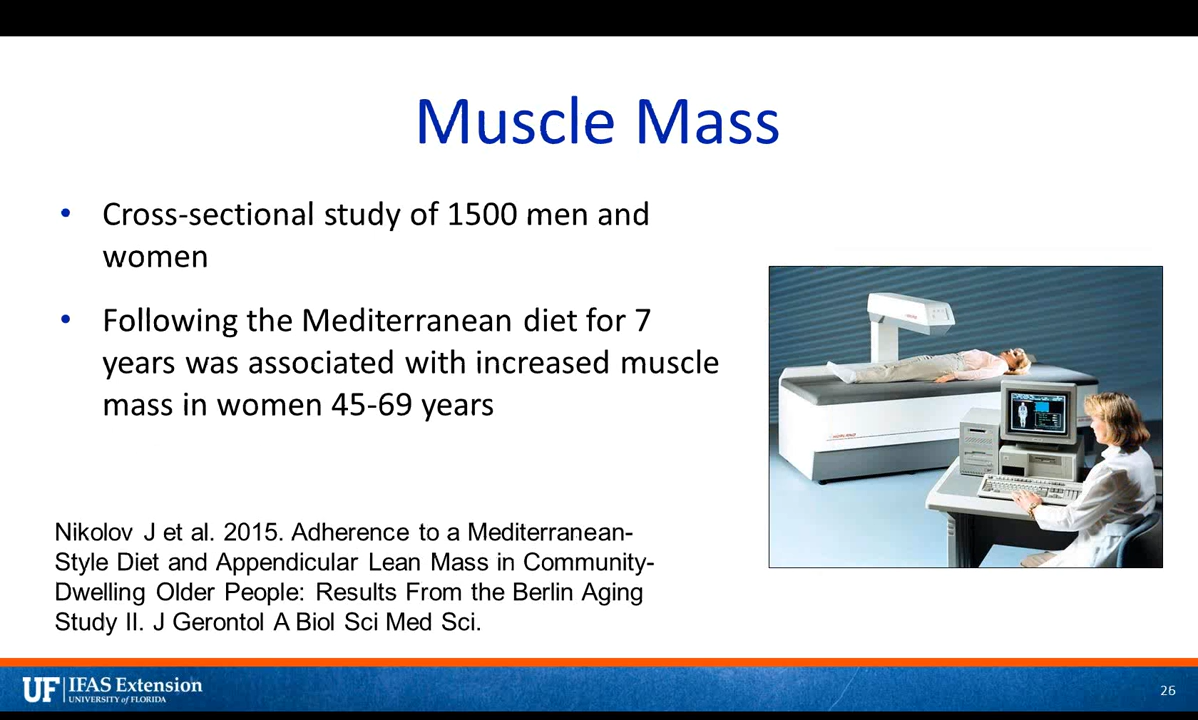 Muscle Mass
• Cross-sectional study of 1500 men and
women
• Following the Mediterranean diet for 7
years was associated with increased muscle
mass in women 45-69 years
Nikolov J et al. 2015. Adherence to a Mediterranean-
Style Diet and Appendicular Lean Mass in Community-
Dwelling Older People: Results From the Berlin Aging
Study II. J Gerontol A Biol Sci Med Sci.
UF IFAS Extension
UNIVERSITY of FLORIDA
26